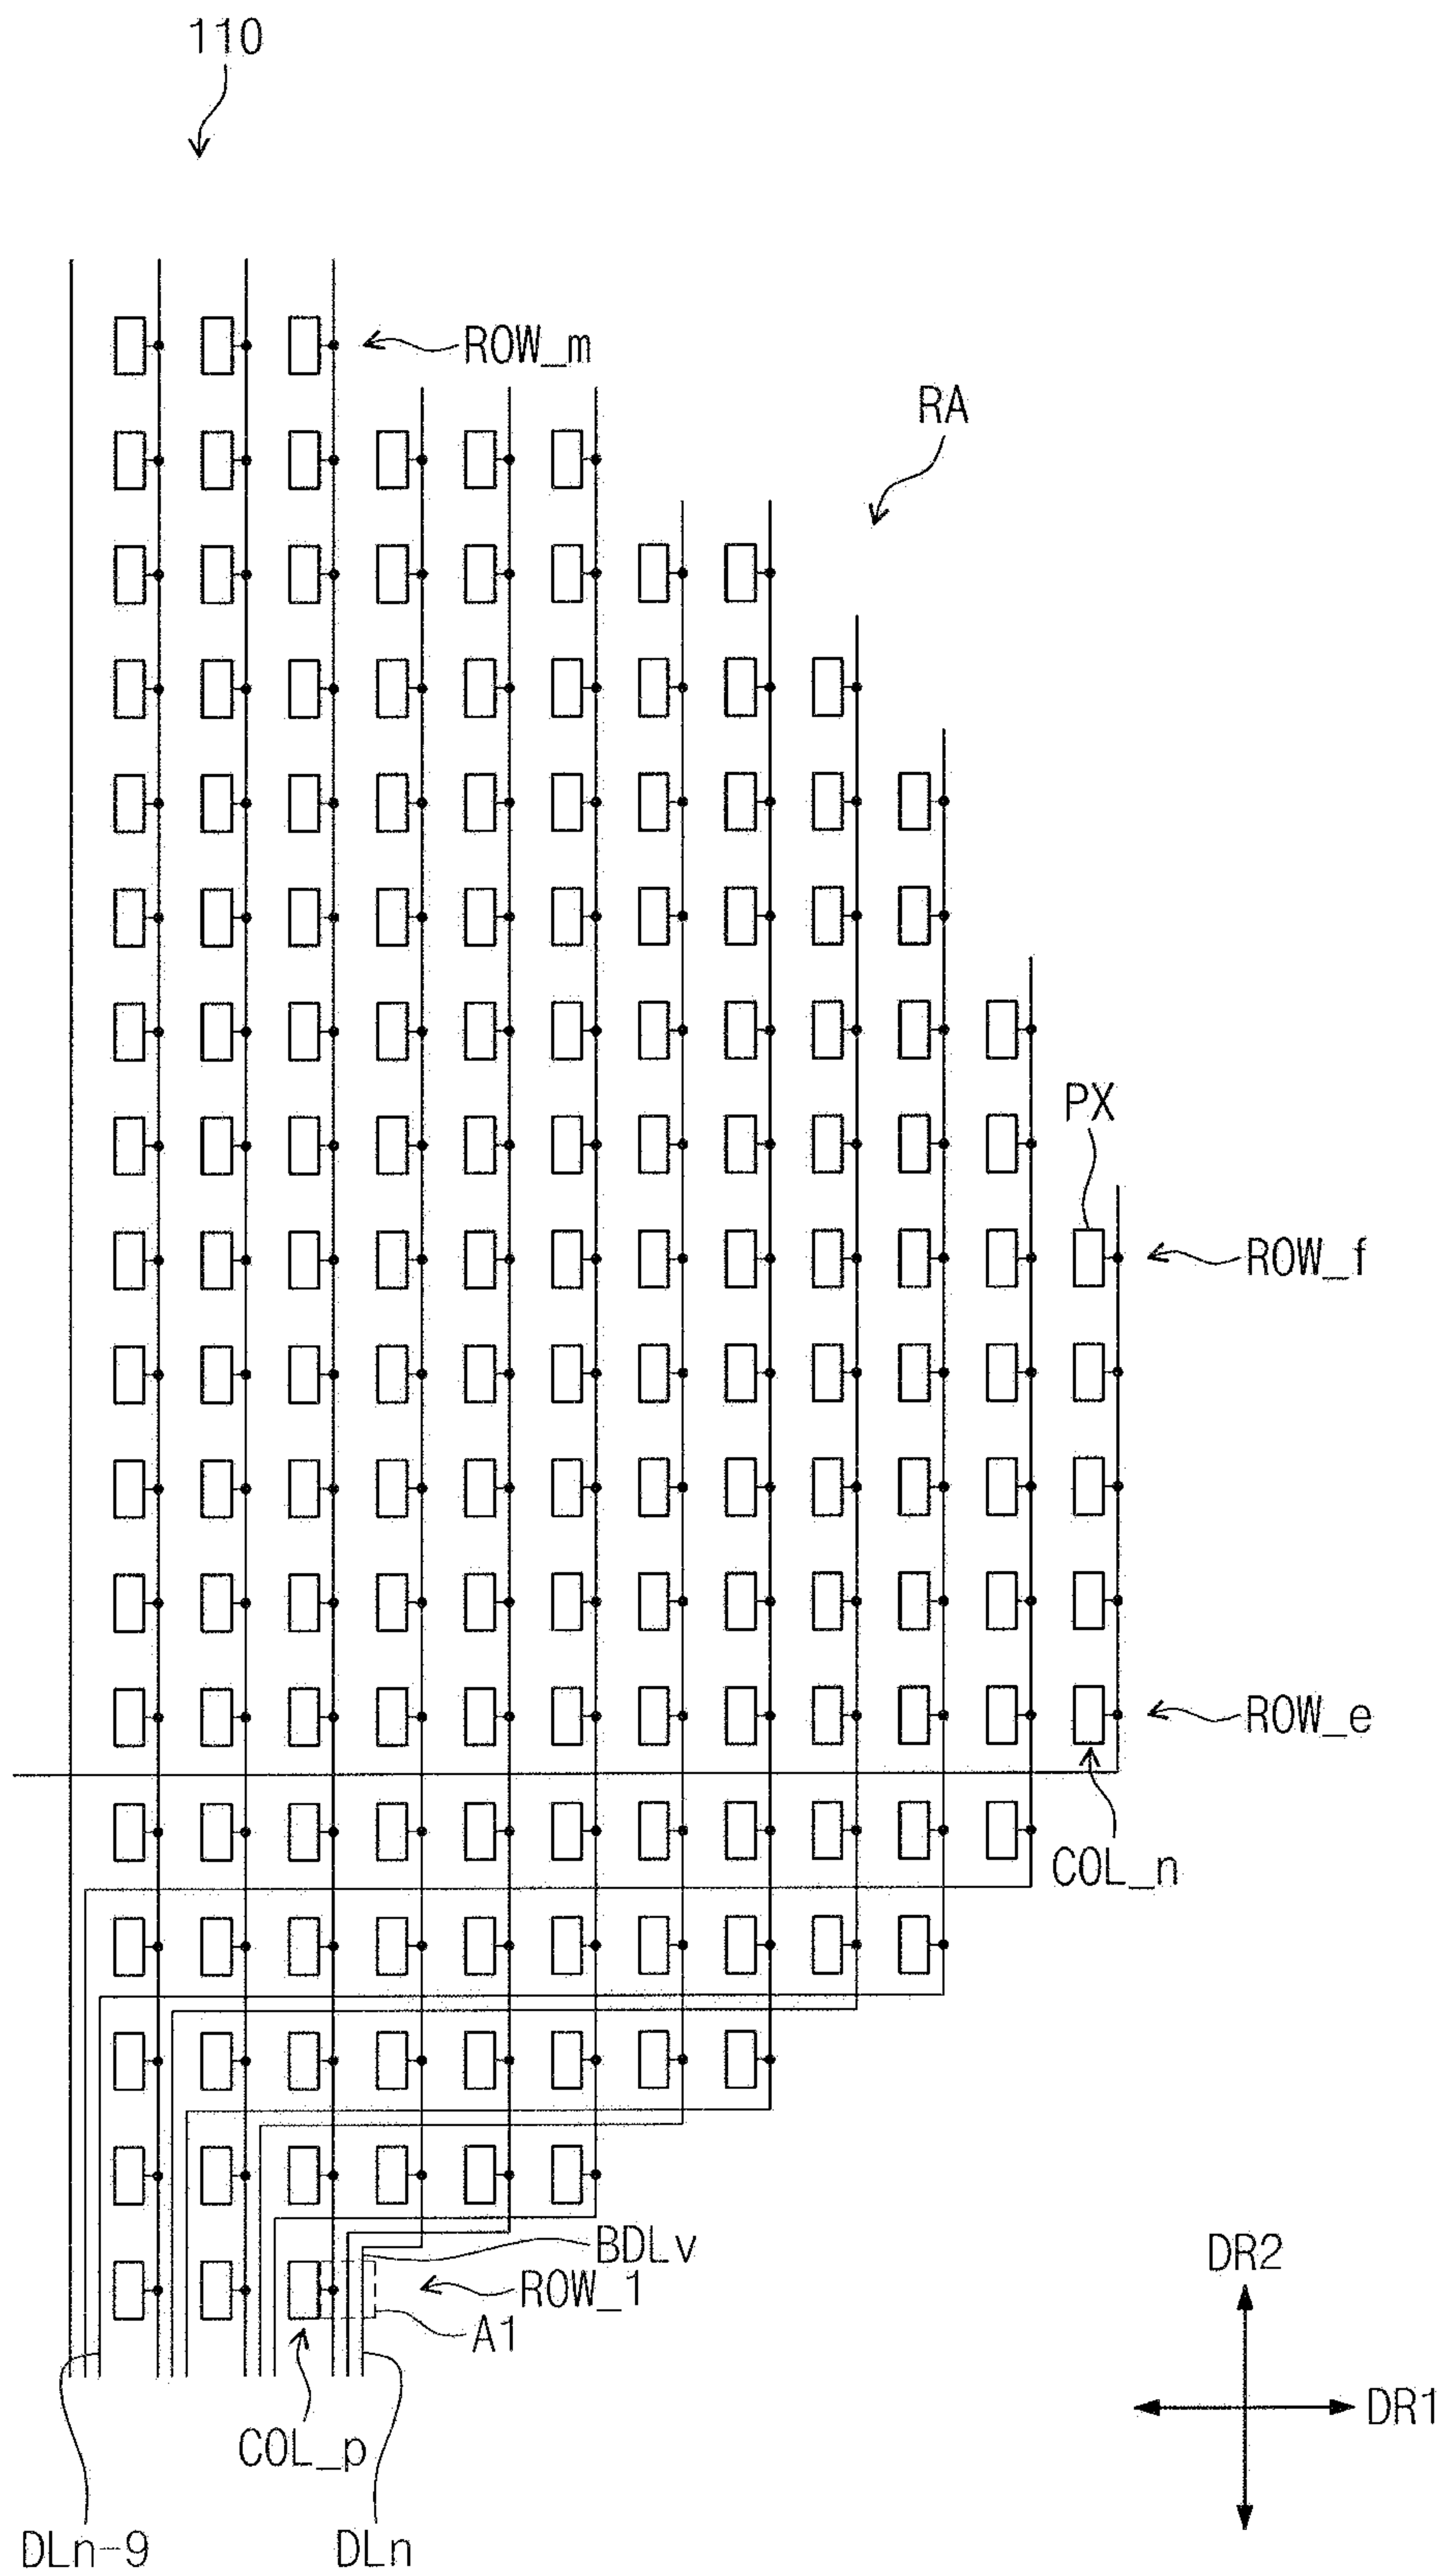 110
ROW_m
RA
PX
ROW_f
ROW_e
COL_n
BDLv
ROW_1
A1
DR2
DR1
COL_p
DLn-9
DLn